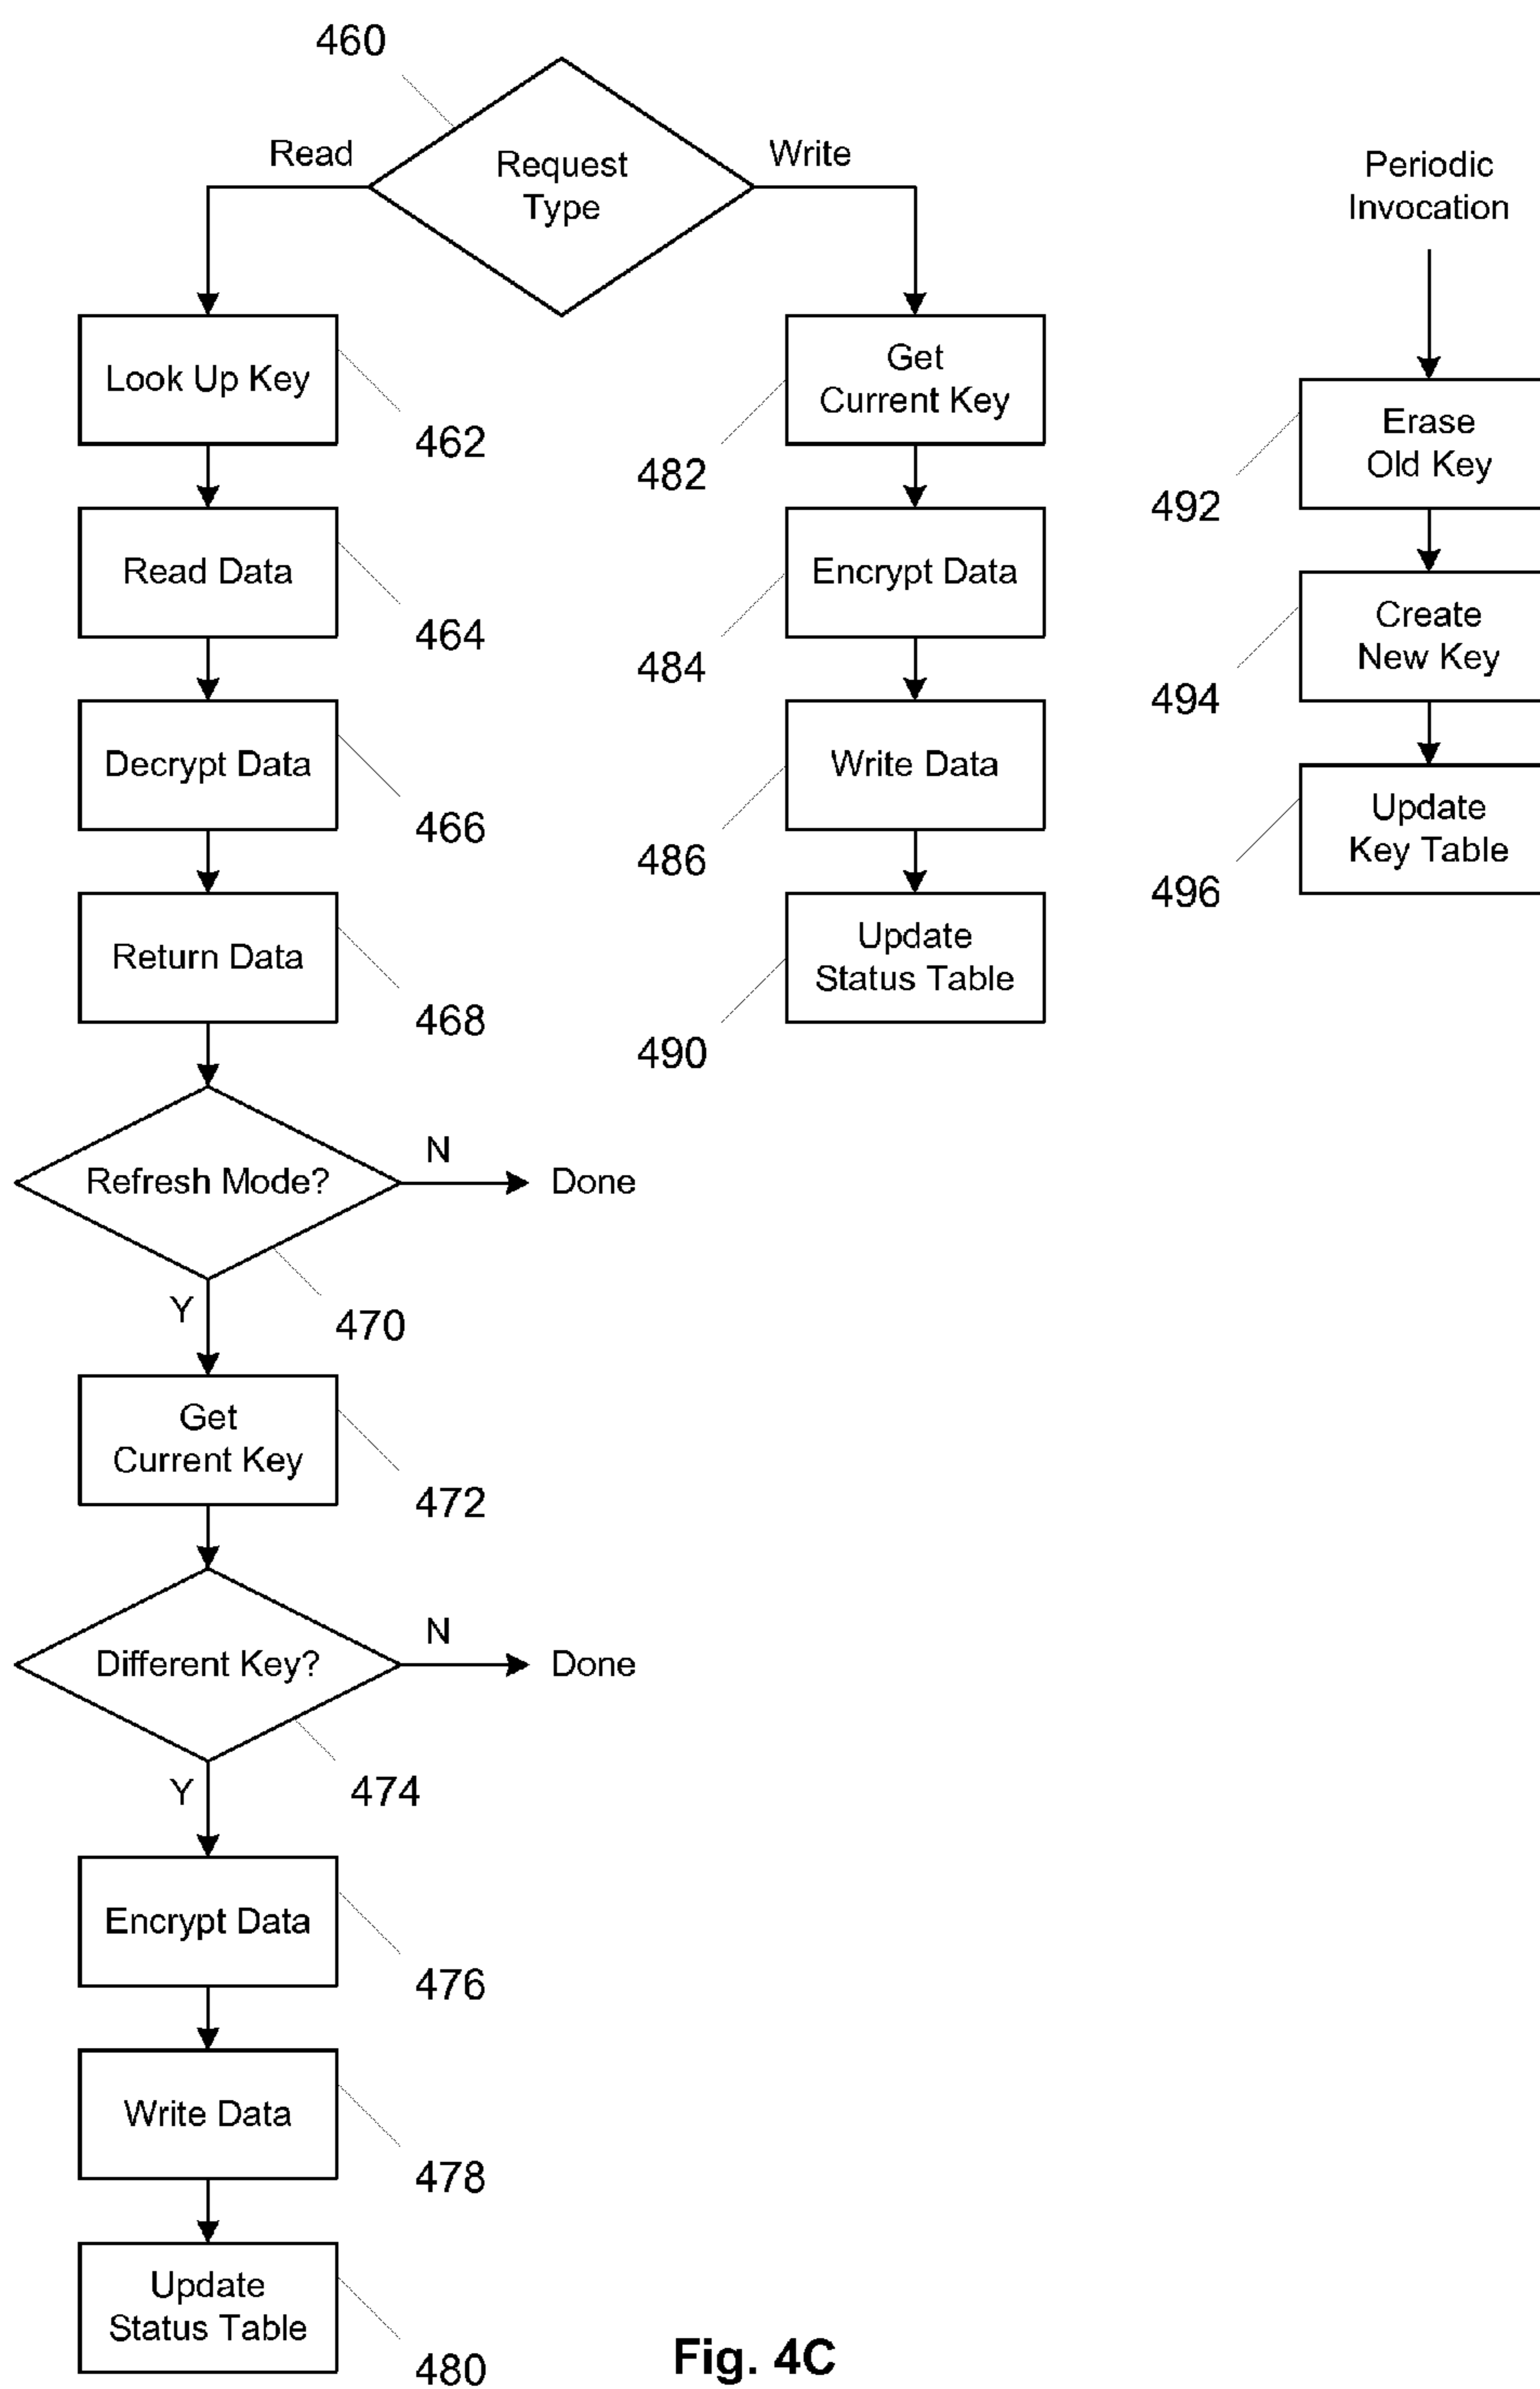 460
Read
Request
Type
Write
Look Up Key
462
Read Data
464
Decrypt Data
466
Return Data
468
Refresh Mode?
N
Done
Y
470
Get
Current Key
472
Different Key?
N
Done
Y
474
Encrypt Data
476
Write Data
478
Update
Status Table
480
Get
Current Key
482
Encrypt Data
484
Write Data
486
Update
Status Table
490
Periodic
Invocation
Erase
Old Key
492
Create
New Key
494
Update
Key Table
496
Fig. 4C